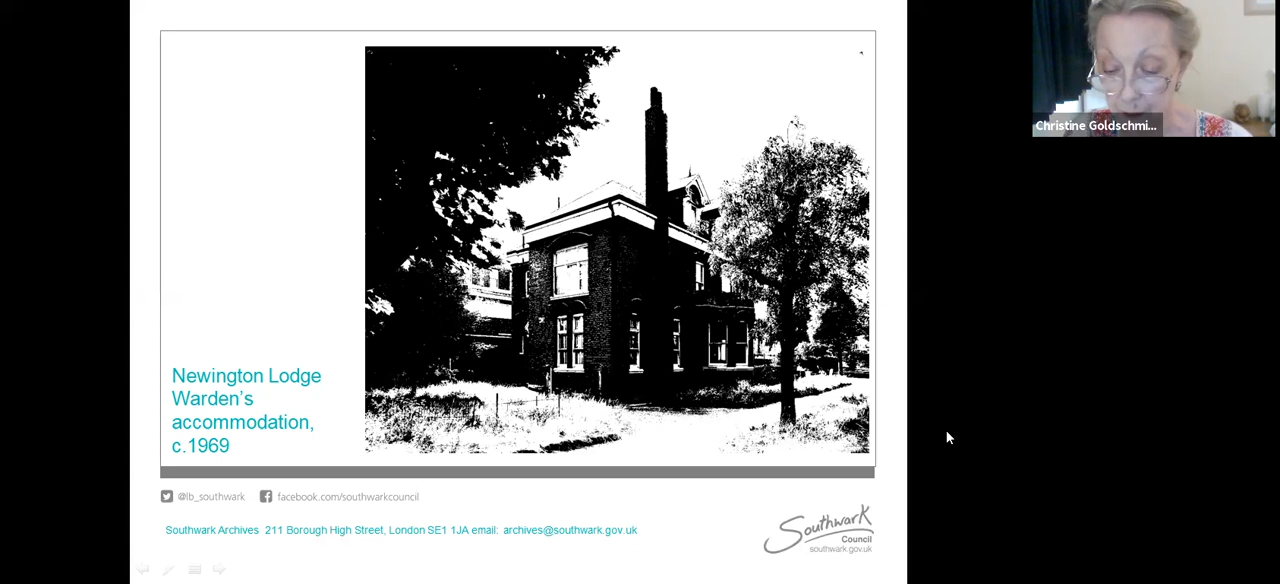 Christine Goldschmi...
Newington Lodge
Warden's
accommodation,
c.1969
@lb_southwark facebook.com/southwarkcouncil
Southwark Archives 211 Borough High Street, London SE1 1JA email: archives@southwark.gov.uk
Southwark
Council
southwark.gov.uk